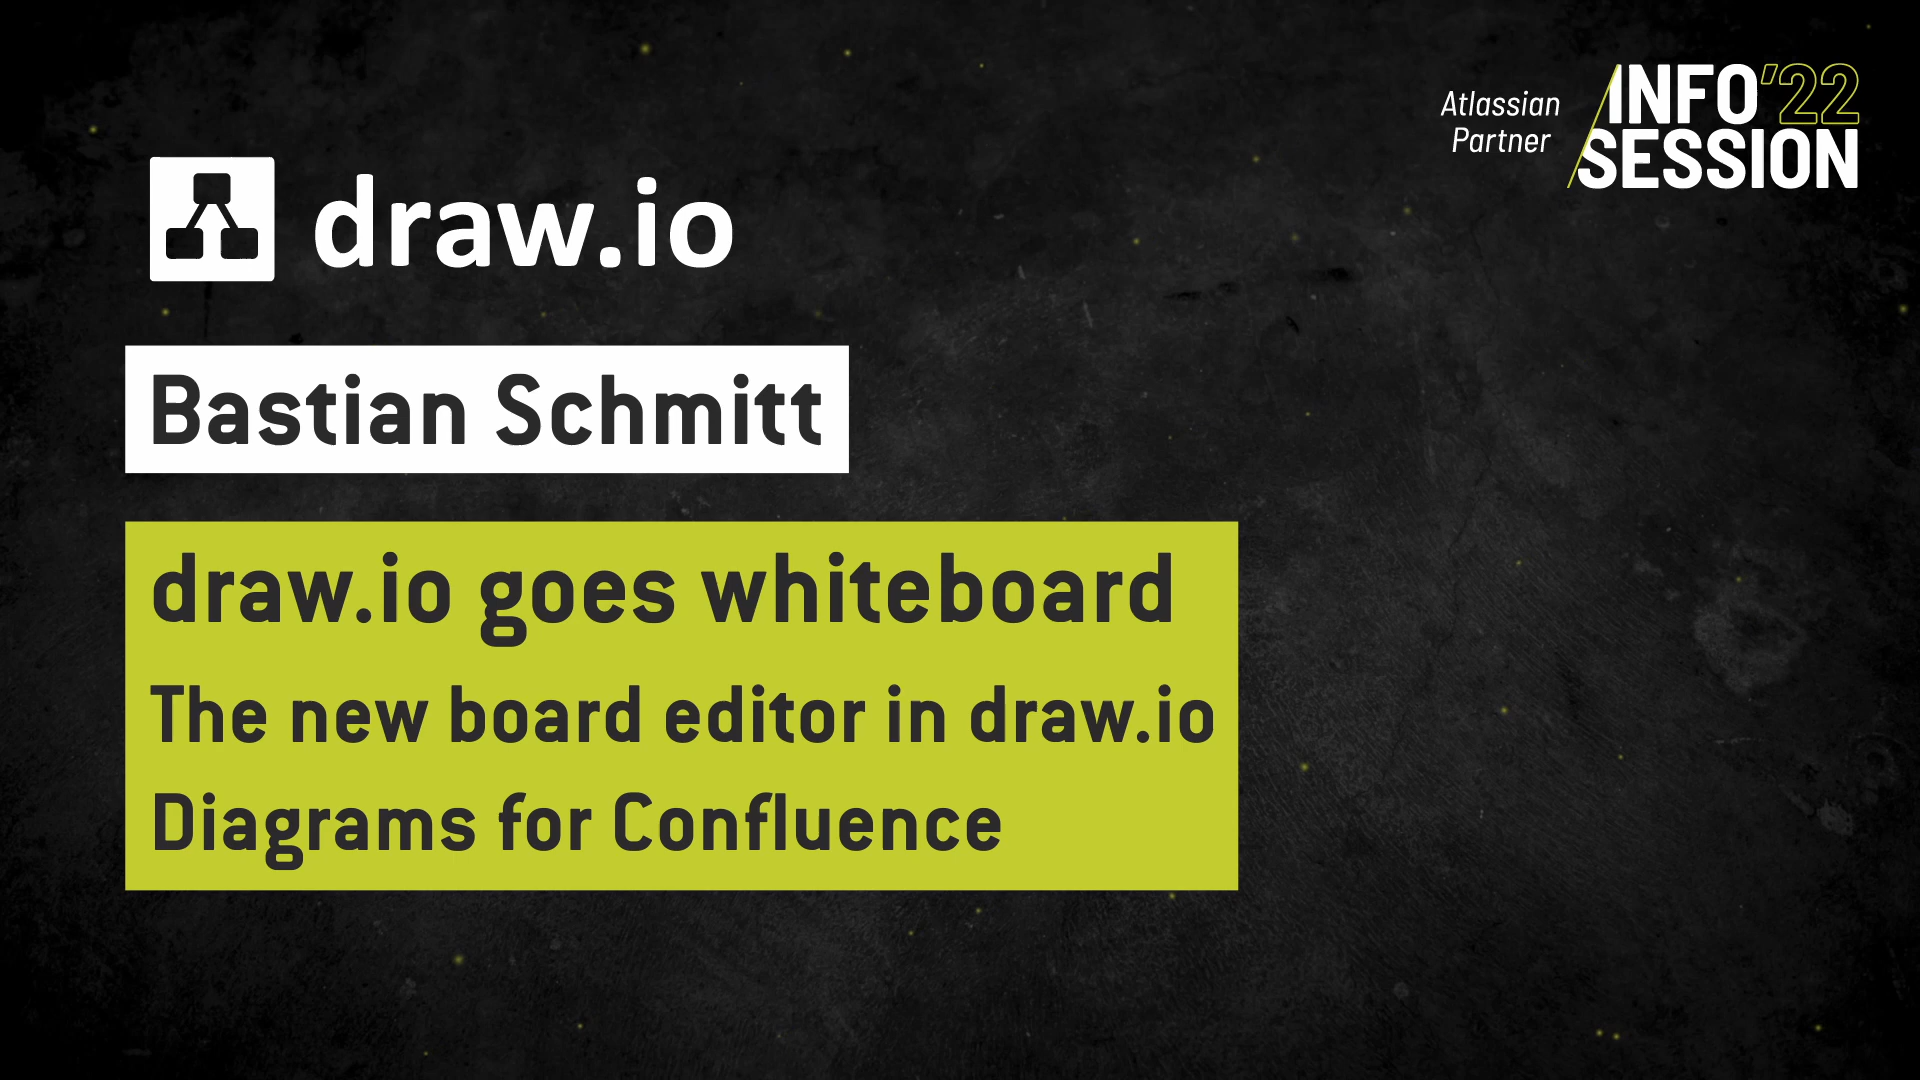 Atlassian
Partner
INFO'22
SESSION
draw.io
Bastian Schmitt
draw.io goes whiteboard
The new board editor in draw.io
Diagrams for Confluence